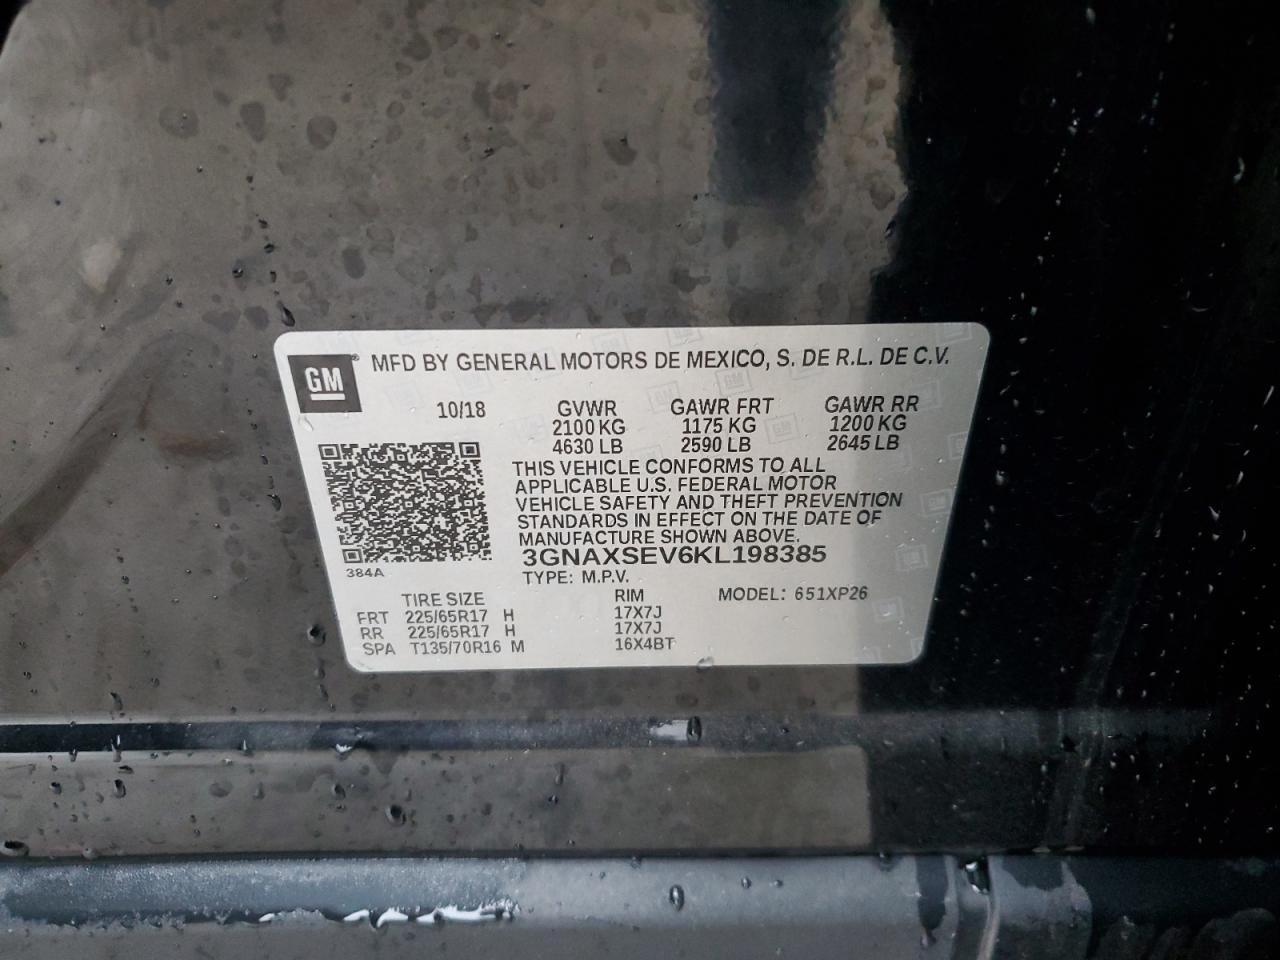 GM® MFD BY GENERAL MOTORS DE MEXICO, S. DE R.L. DE C.V.
10/18 GVWR GAWR FRT GAWR RR
2100 KG 1175 KG 1200 KG
4630 LB 2590 LB 2645 LB
THIS VEHICLE CONFORMS TO ALL
APPLICABLE U.S. FEDERAL MOTOR
VEHICLE SAFETY AND THEFT PREVENTION
STANDARDS IN EFFECT ON THE DATE OF
MANUFACTURE SHOWN ABOVE.
3GNAXSEV6KL198385
384A TYPE: M.P.V.
TIRE SIZE RIM MODEL: 651XP26
FRT 225/65R17 H 17X7J
RR 225/65R17 H 17X7J
SPA T135/70R16 M 16X4BT